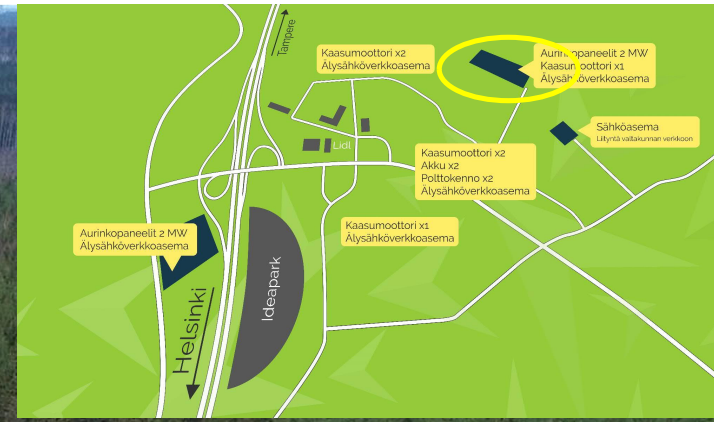 Tampere
Kaasumoottori x2
Älysähköverkkoasema
Aurinkopaneelit 2 MW
Kaasumoottori x1
Älysähköverkkoasema
Sähköasema
Liityntä valtakunnan verkkoon
Lidl
Kaasumoottori x2
Akku x2
Polttokenno x2
Älysähköverkkoasema
Aurinkopaneelit 2 MW
Älysähköverkkoasema
Kaasumoottori x1
Älysähköverkkoasema
Ideapark
Helsinki